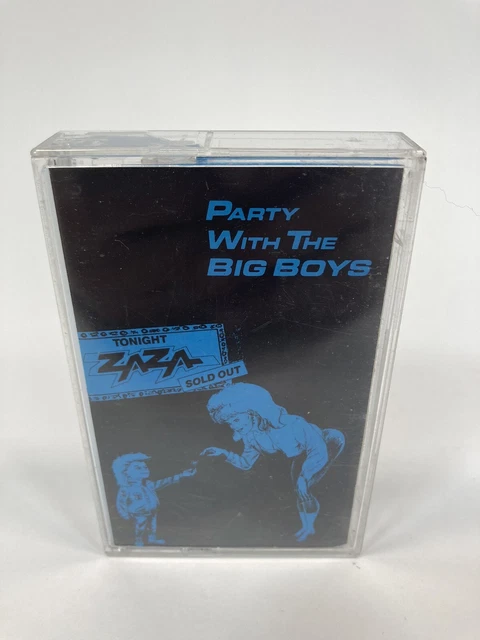 PARTY
WITH THE
BIG BOYS
TONIGHT
ZAZA
SOLD OUT